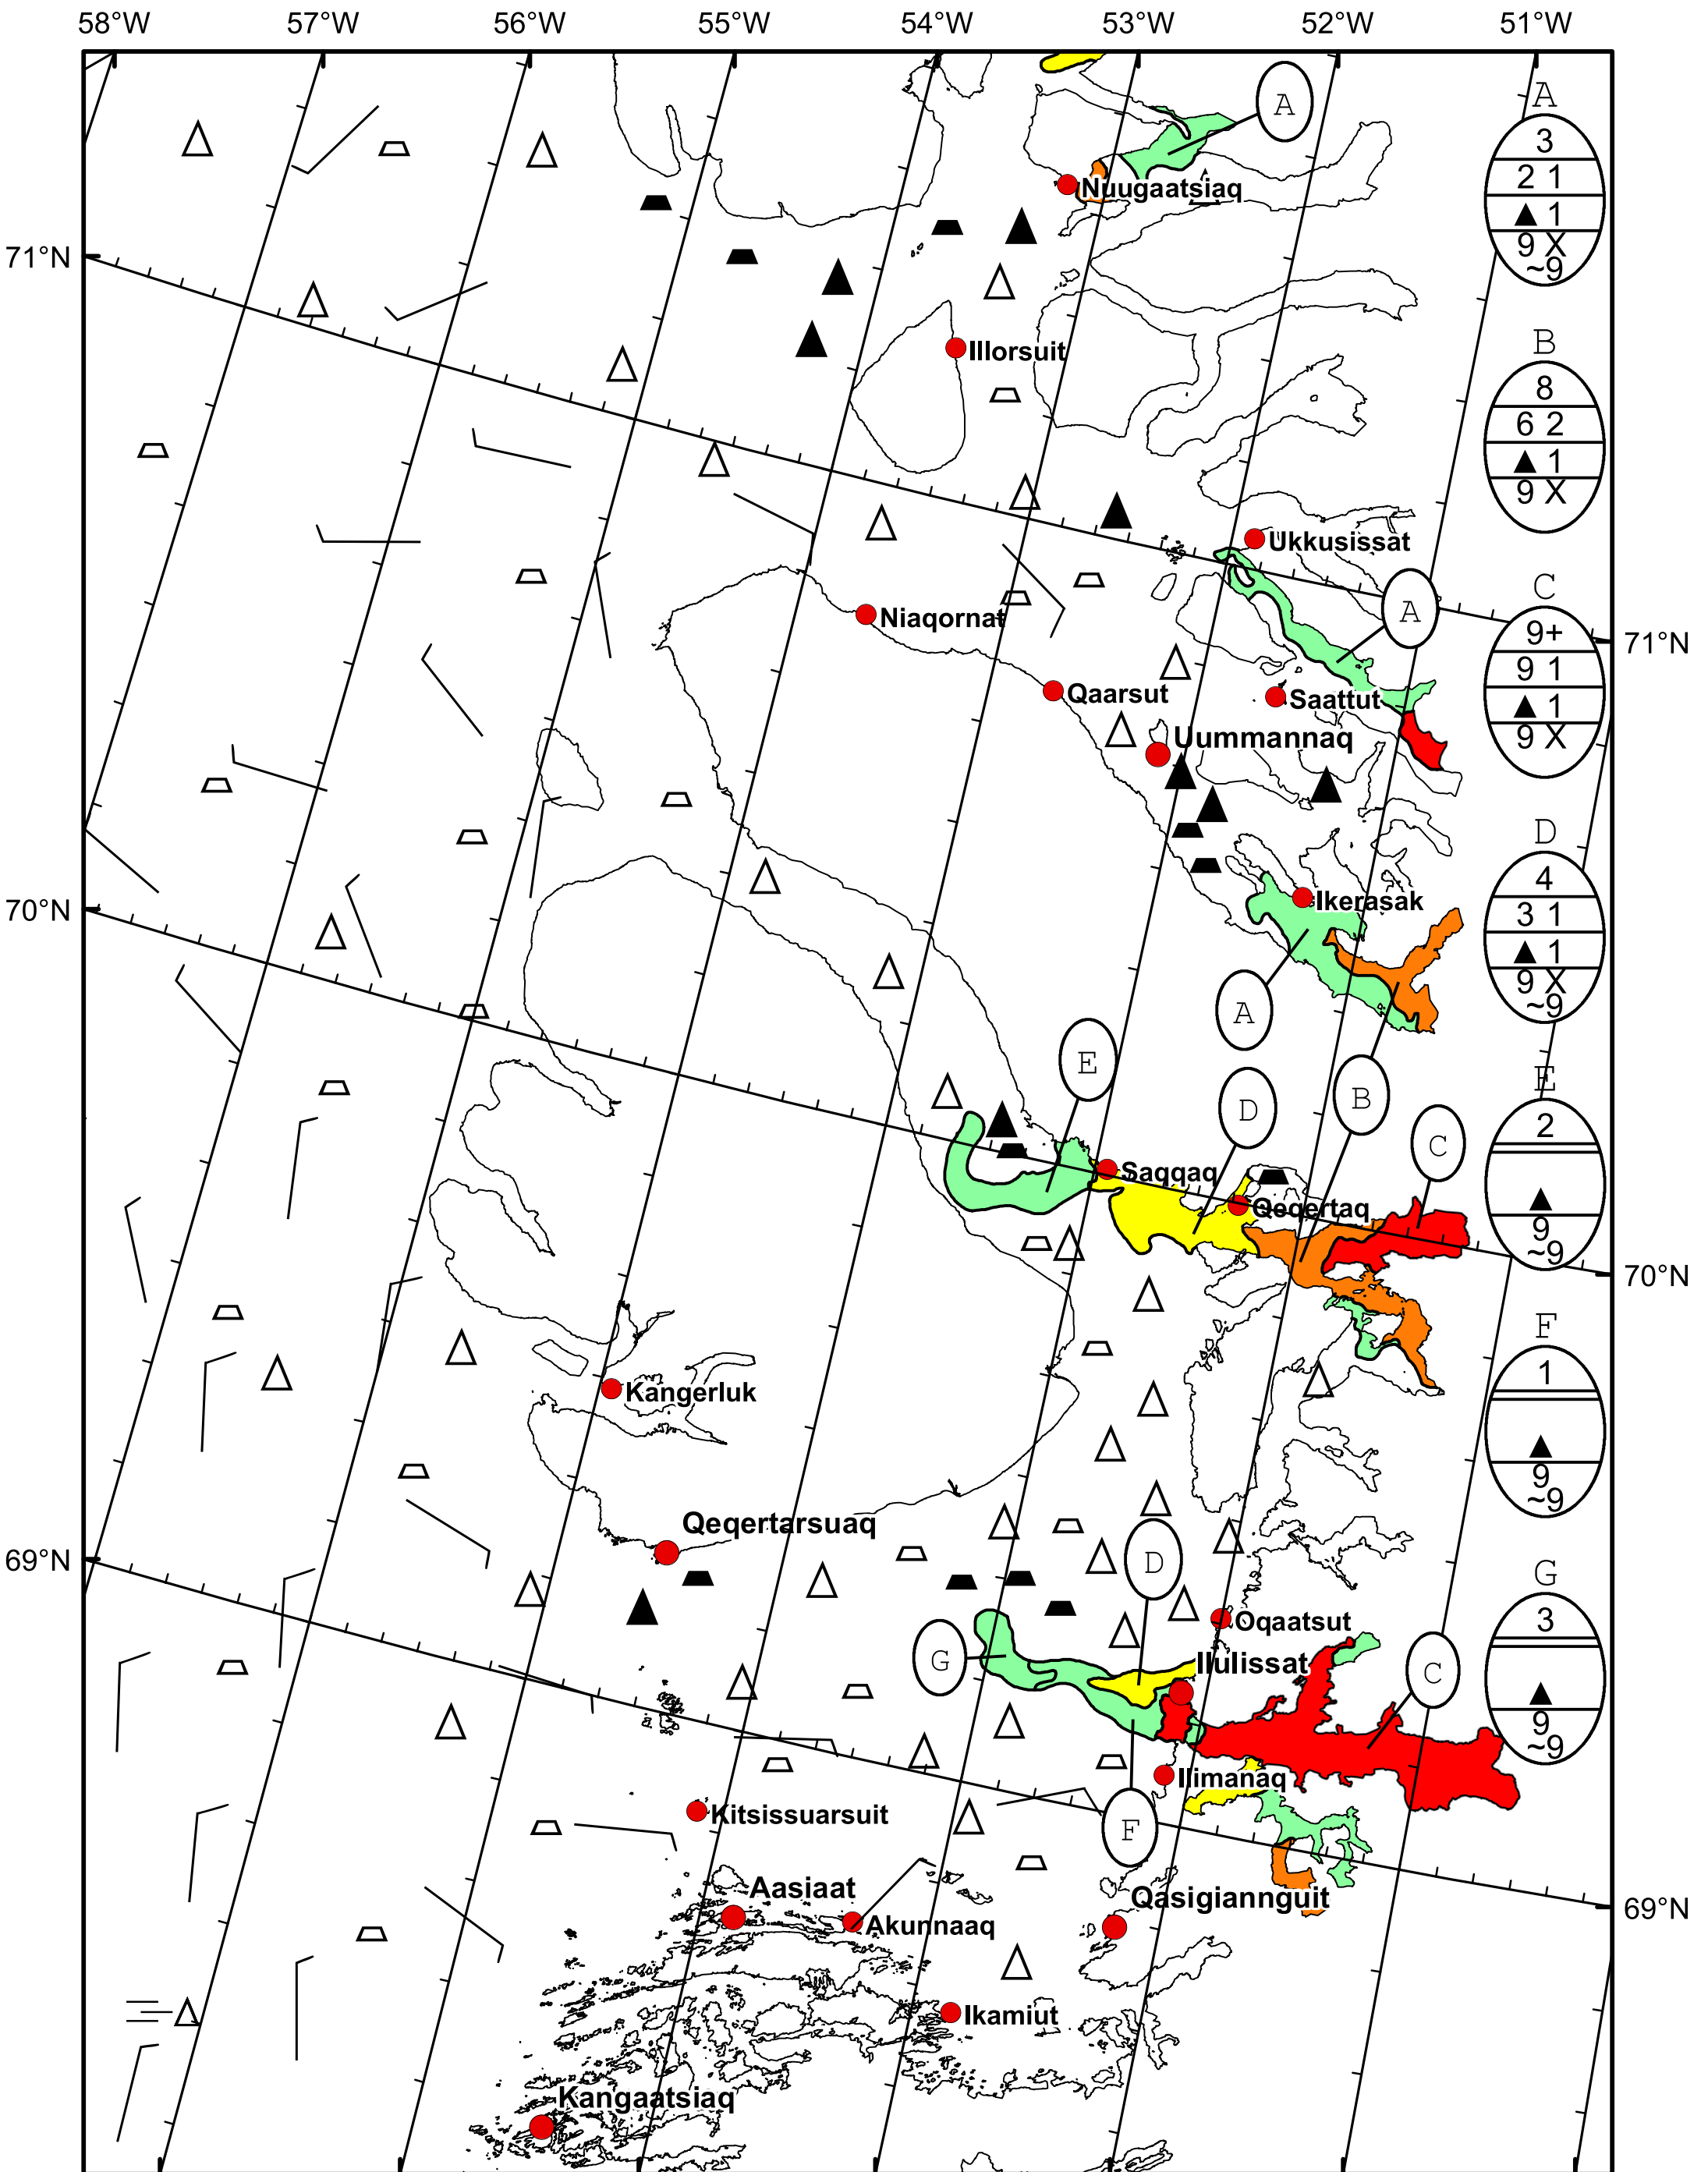 58°W 57°W 56°W 55°W 54°W 53°W 52°W 51°W
A
A
3
2 1
▲ 1
9 X
~9
Nuugaatsiaq
71°N
Illorsuit
B
8
6 2
▲ 1
9 X
Ukkusissat
C
A
Niaqornat
9+
71°N
9 1
▲ 1
9 X
Qaarsut
Saattut
Uummannaq
D
4
3 1
▲ 1
9 X
~9
Ikerasak
70°N
A
E
D
B
E
C
2
▲
9
~9
Saqqaq
Qeqertaq
70°N
F
1
▲
9
~9
Kangerluk
Qeqertarsuaq
69°N
D
G
3
▲
9
~9
Oqaatsut
G
Ilulissat
C
Ilimanaq
Kitsissuarsuit
F
Aasiaat
Qasigiannguit
69°N
Akunnaaq
Ikamiut
Kangaatsiaq